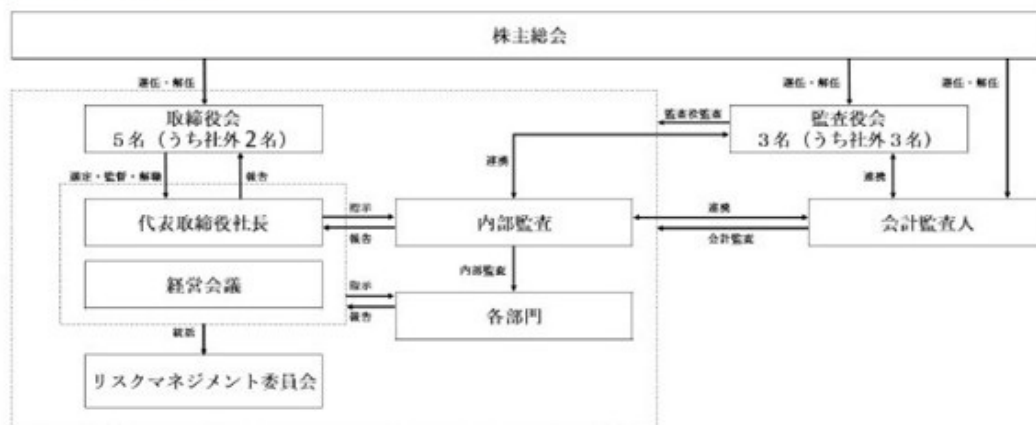 株主総会
選任・解任
選任・解任
選任・解任
取締役会
5名（うち社外2名）
監査役監査
監査役会
3名（うち社外3名）
連携
連携
選定・監督・解職
報告
代表取締役社長
指示
報告
内部監査
連携
会計監査
会計監査人
経営会議
内部監査
指示
報告
各部門
統括
リスクマネジメント委員会